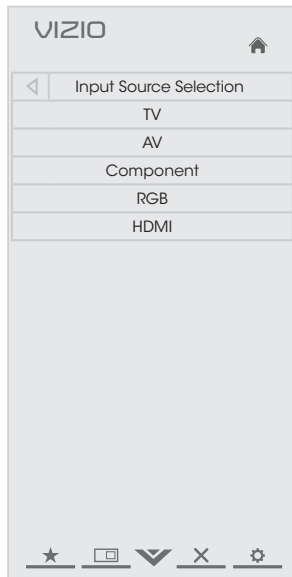 VIZIO
Input Source Selection
TV
AV
Component
RGB
HDMI